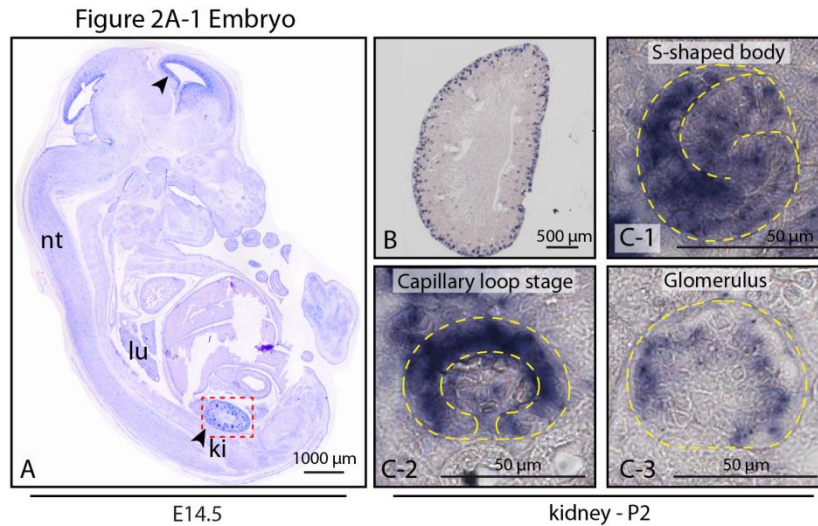 Figure 2A-1 Embryo
nt
lu
ki
A
1000 µm
E14.5
B
500 µm
S-shaped body
C-1
50 µm
Capillary loop stage
C-2
50 µm
Glomerulus
C-3
50 µm
kidney - P2